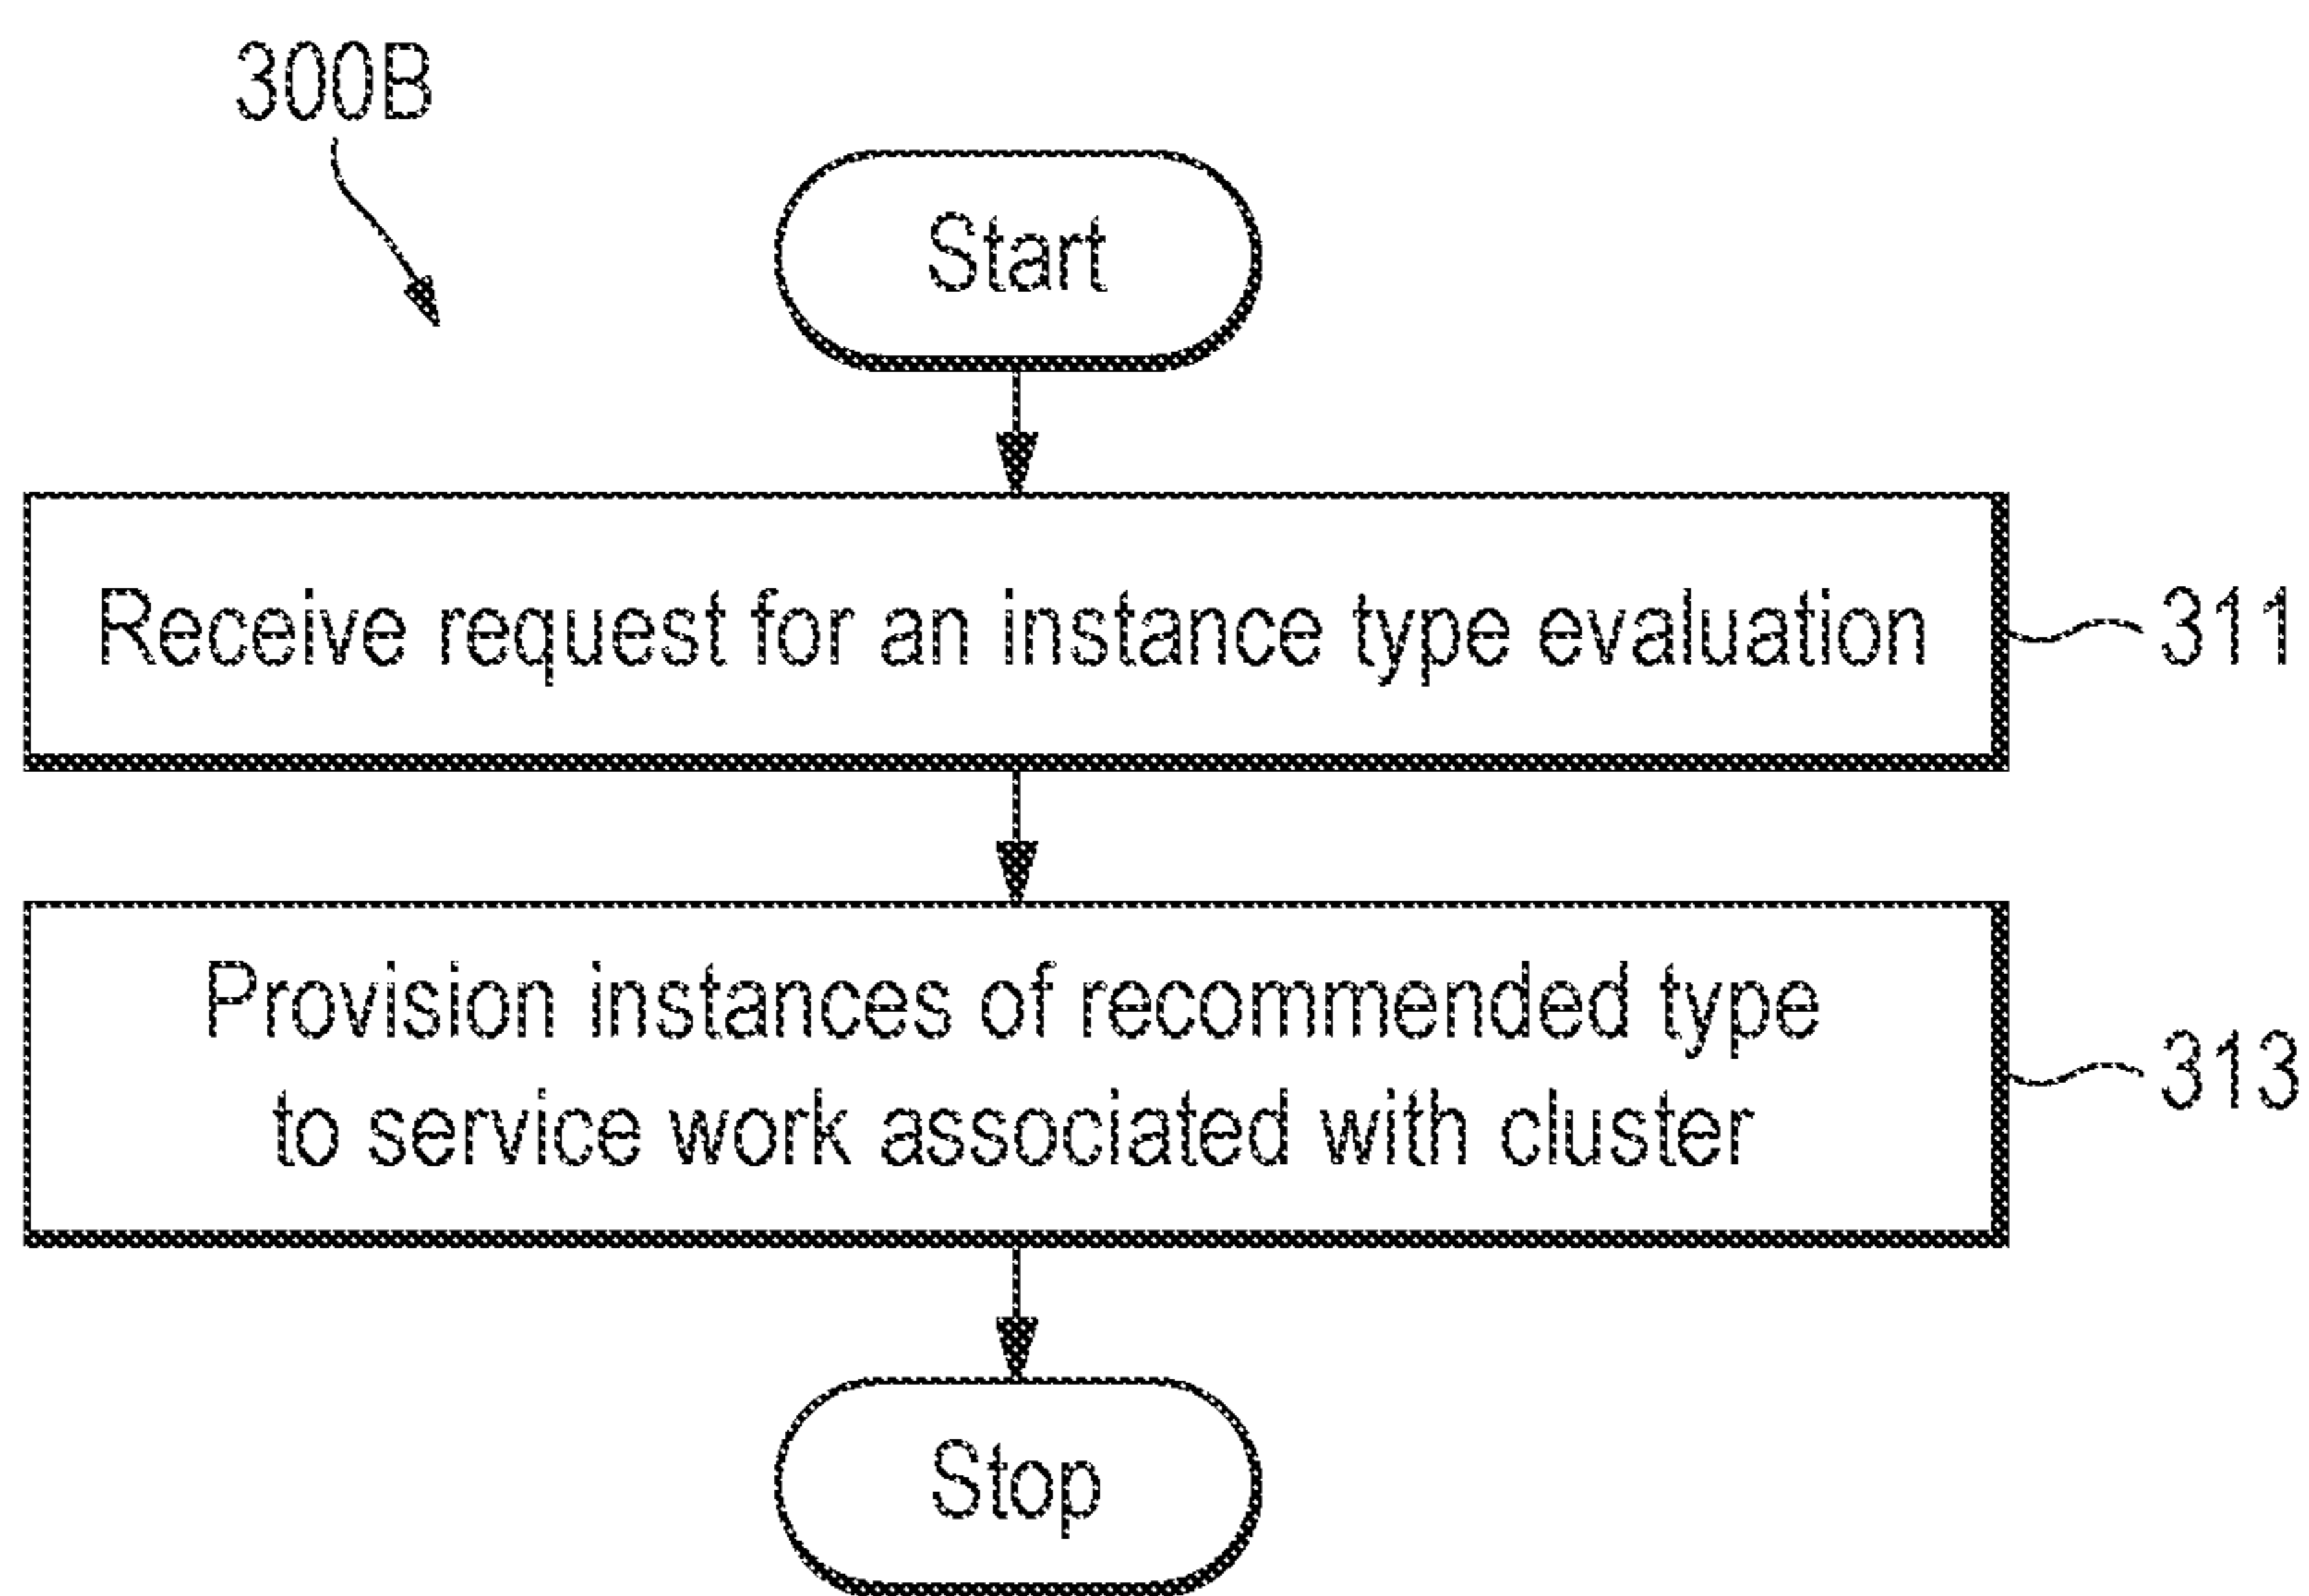 300B
Start
Receive request for an instance type evaluation
311
Provision instances of recommended type
to service work associated with cluster
313
Stop